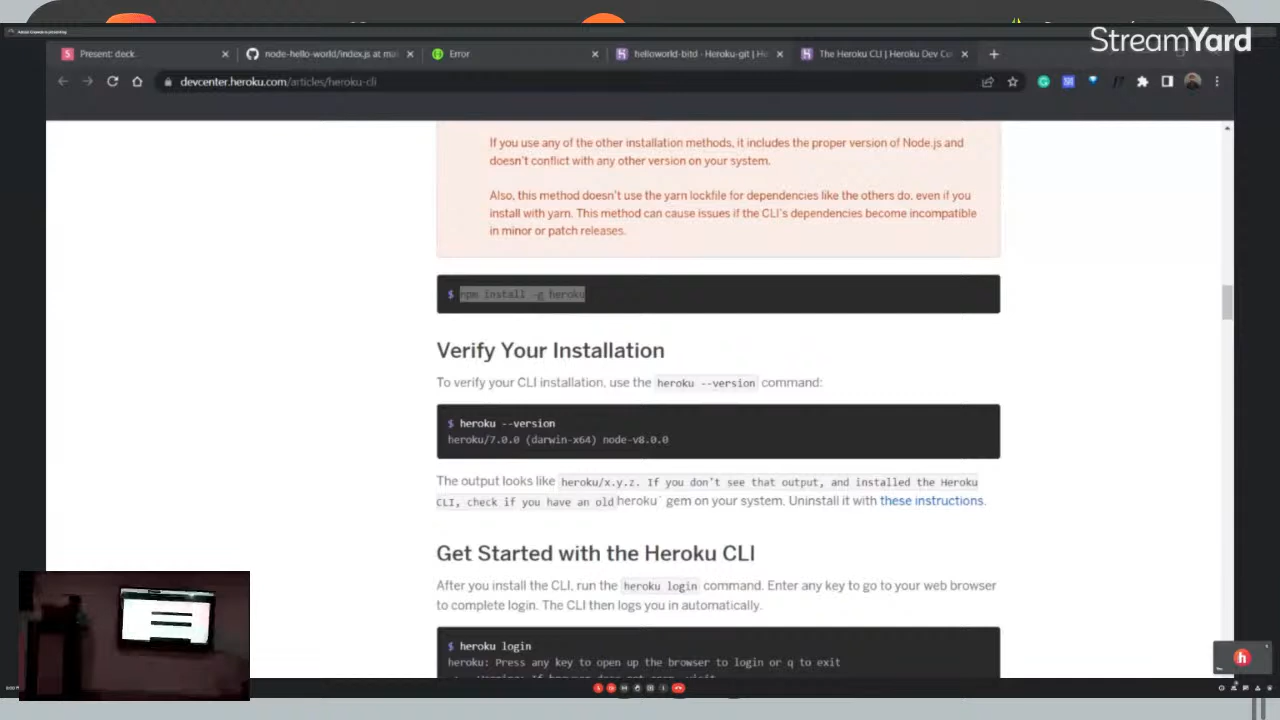 StreamYard
Present: deck.
node-hello-world/index.js at ma
Error
helloworld-bitd - Heroku-git | He
The Heroku CLI | Heroku Dev Ce
devcenter.heroku.com/articles/heroku-cli
If you use any of the other installation methods, it includes the proper version of Node.js and
doesn't conflict with any other version on your system.
Also, this method doesn't use the yarn lockfile for dependencies like the others do, even if you
install with yarn. This method can cause issues if the CLI's dependencies become incompatible
in minor or patch releases.
$ npm install -g heroku
Verify Your Installation
To verify your CLI installation, use the heroku --version command:
$ heroku --version
heroku/7.0.0 (darwin-x64) node-v8.0.0
The output looks like heroku/x.y.z. If you don't see that output, and installed the Heroku
CLI, check if you have an old heroku` gem on your system. Uninstall it with these instructions.
Get Started with the Heroku CLI
After you install the CLI, run the heroku login command. Enter any key to go to your web browser
to complete login. The CLI then logs you in automatically.
$ heroku login
heroku: Press any key to open up the browser to login or q to exit
h